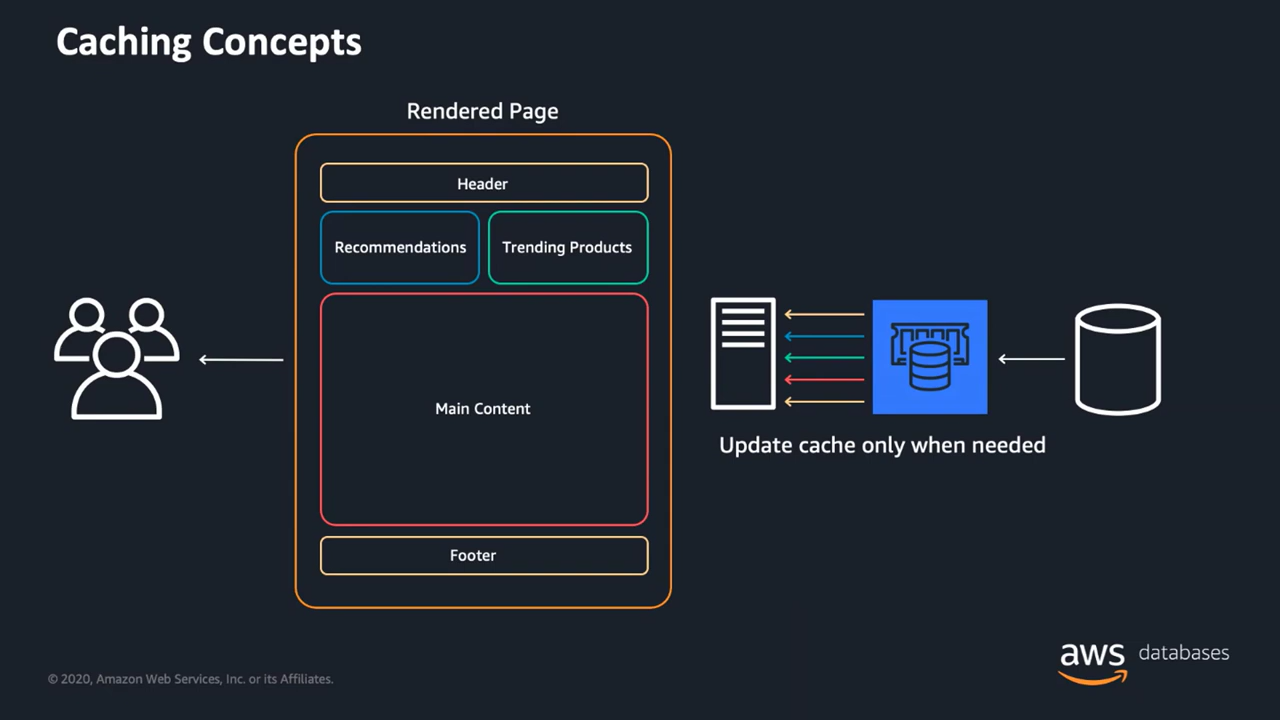 Caching Concepts
Rendered Page
Header
Recommendations
Trending Products
Main Content
Update cache only when needed
Footer
aws databases
© 2020, Amazon Web Services, Inc. or its Affiliates.